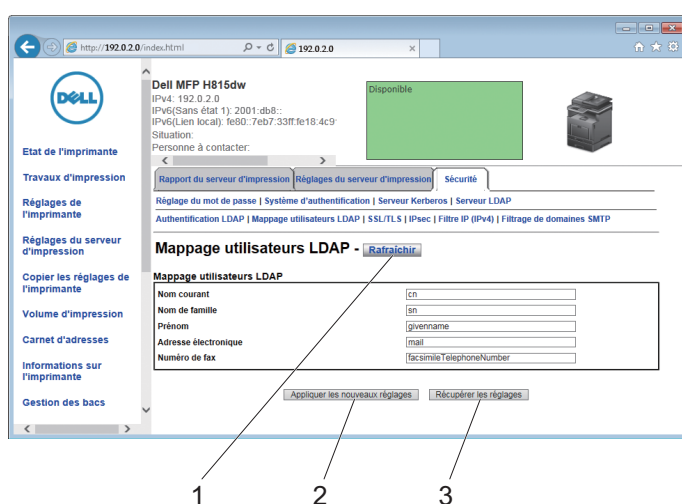 http://192.0.2.0/index.html
192.0.2.0
DELL
Dell MFP H815dw
IPv4: 192.0.2.0
IPv6(Sans état 1): 2001:db8::
IPv6(Lien local): fe80::7eb7:33ff:fe18:4c9
Situation:
Personne à contacter:
Disponible
Etat de l'imprimante
Travaux d'impression
Réglages de
l'imprimante
Réglages du serveur
d'impression
Copier les réglages de
l'imprimante
Volume d'impression
Carnet d'adresses
Informations sur
l'imprimante
Gestion des bacs
Rapport du serveur d'impression
Réglages du serveur d'impression
Sécurité
Réglage du mot de passe | Système d'authentification | Serveur Kerberos | Serveur LDAP
Authentification LDAP | Mappage utilisateurs LDAP | SSL/TLS | IPsec | Filtre IP (IPv4) | Filtrage de domaines SMTP
Mappage utilisateurs LDAP - Rafraîchir
Mappage utilisateurs LDAP
Nom courant cn
Nom de famille sn
Prénom givenname
Adresse électronique mail
Numéro de fax facsimileTelephoneNumber
Appliquer les nouveaux réglages Récupérer les réglages
1 2 3